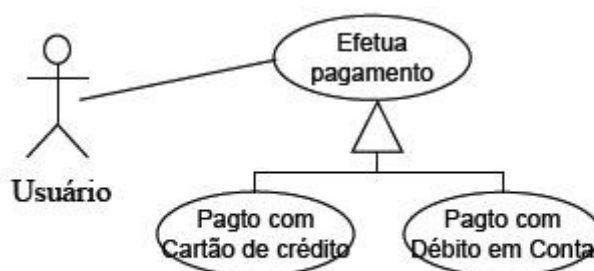 Efetua
pagamento
Usuário
Pagto com
Cartão de crédito
Pagto com
Débito em Conta